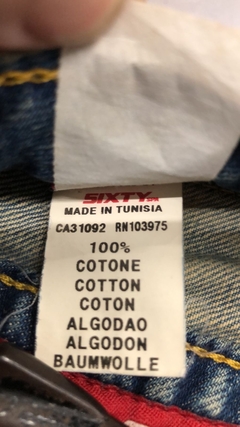 SIXTY
MADE IN TUNISIA
CA31092 RN103975
100%
COTONE
COTTON
COTON
ALGODAO
ALGODON
BAUMWOLLE